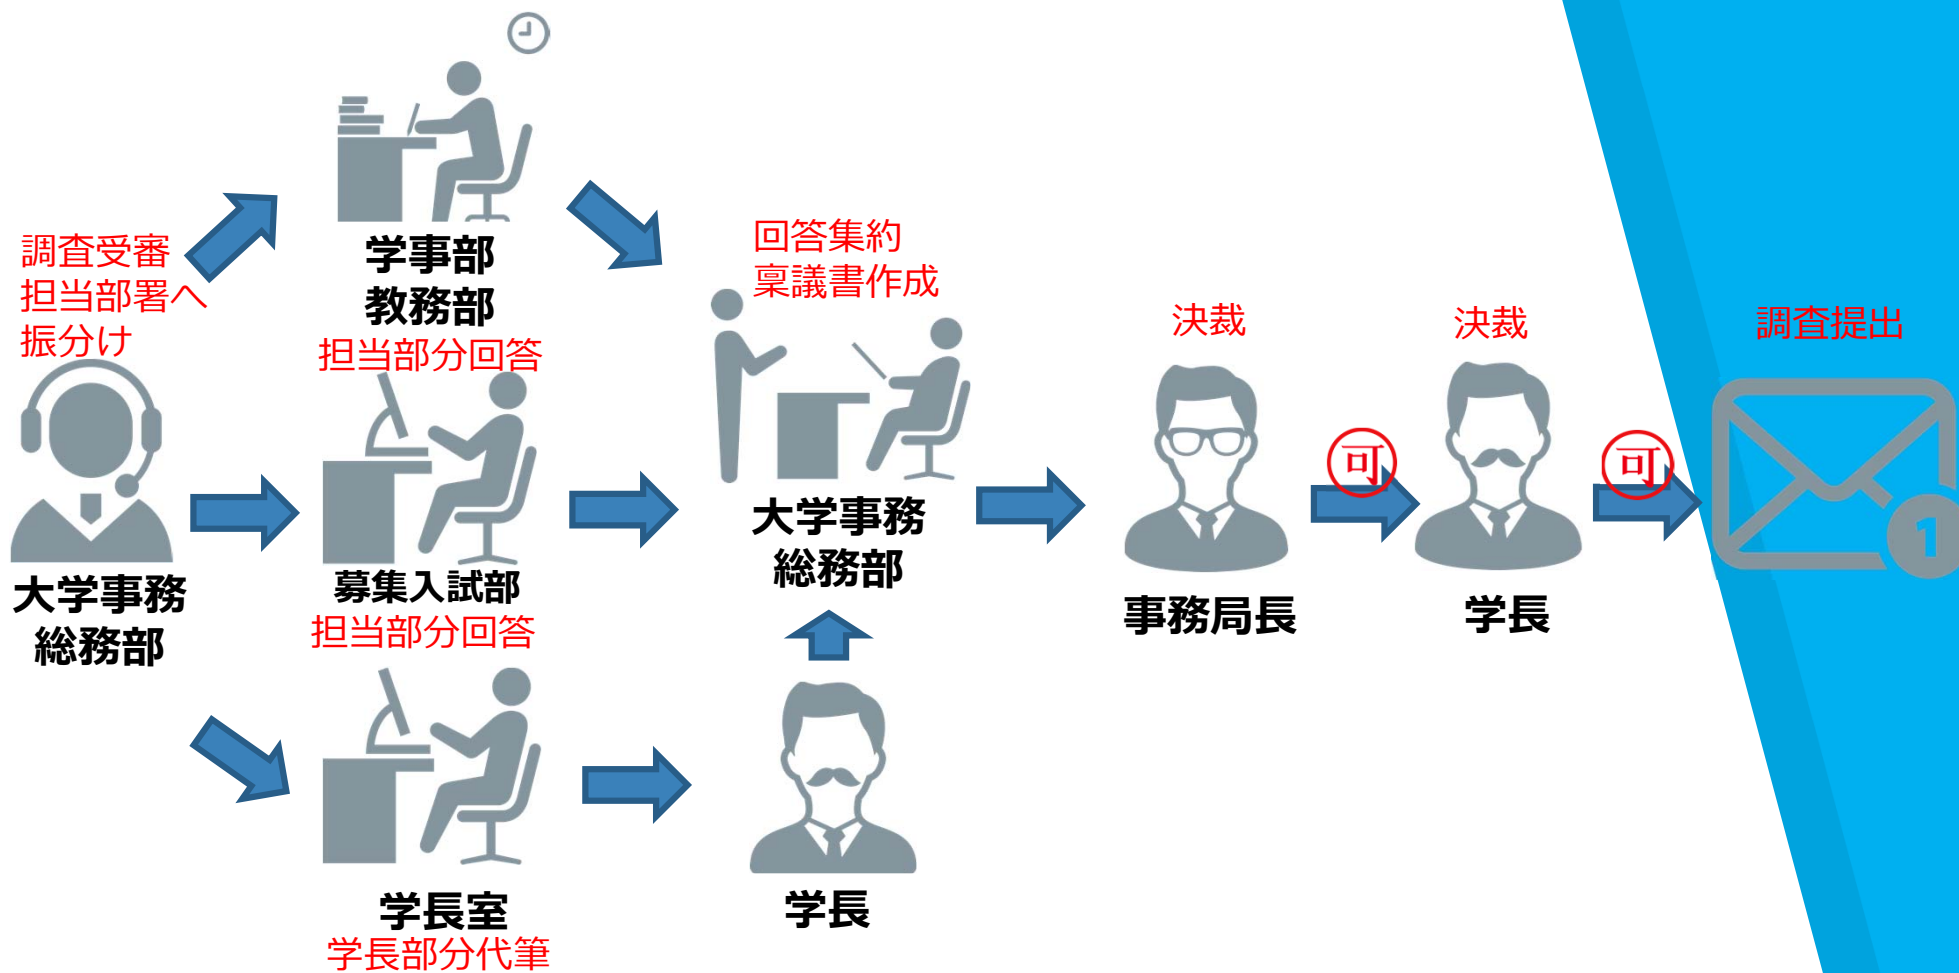 調査受審
担当部署へ
振分け
大学事務
総務部
学事部
教務部
担当部分回答
募集入試部
担当部分回答
学長室
学長部分代筆
回答集約
稟議書作成
大学事務
総務部
学長
決裁
事務局長
可
決裁
学長
可
調査提出
1